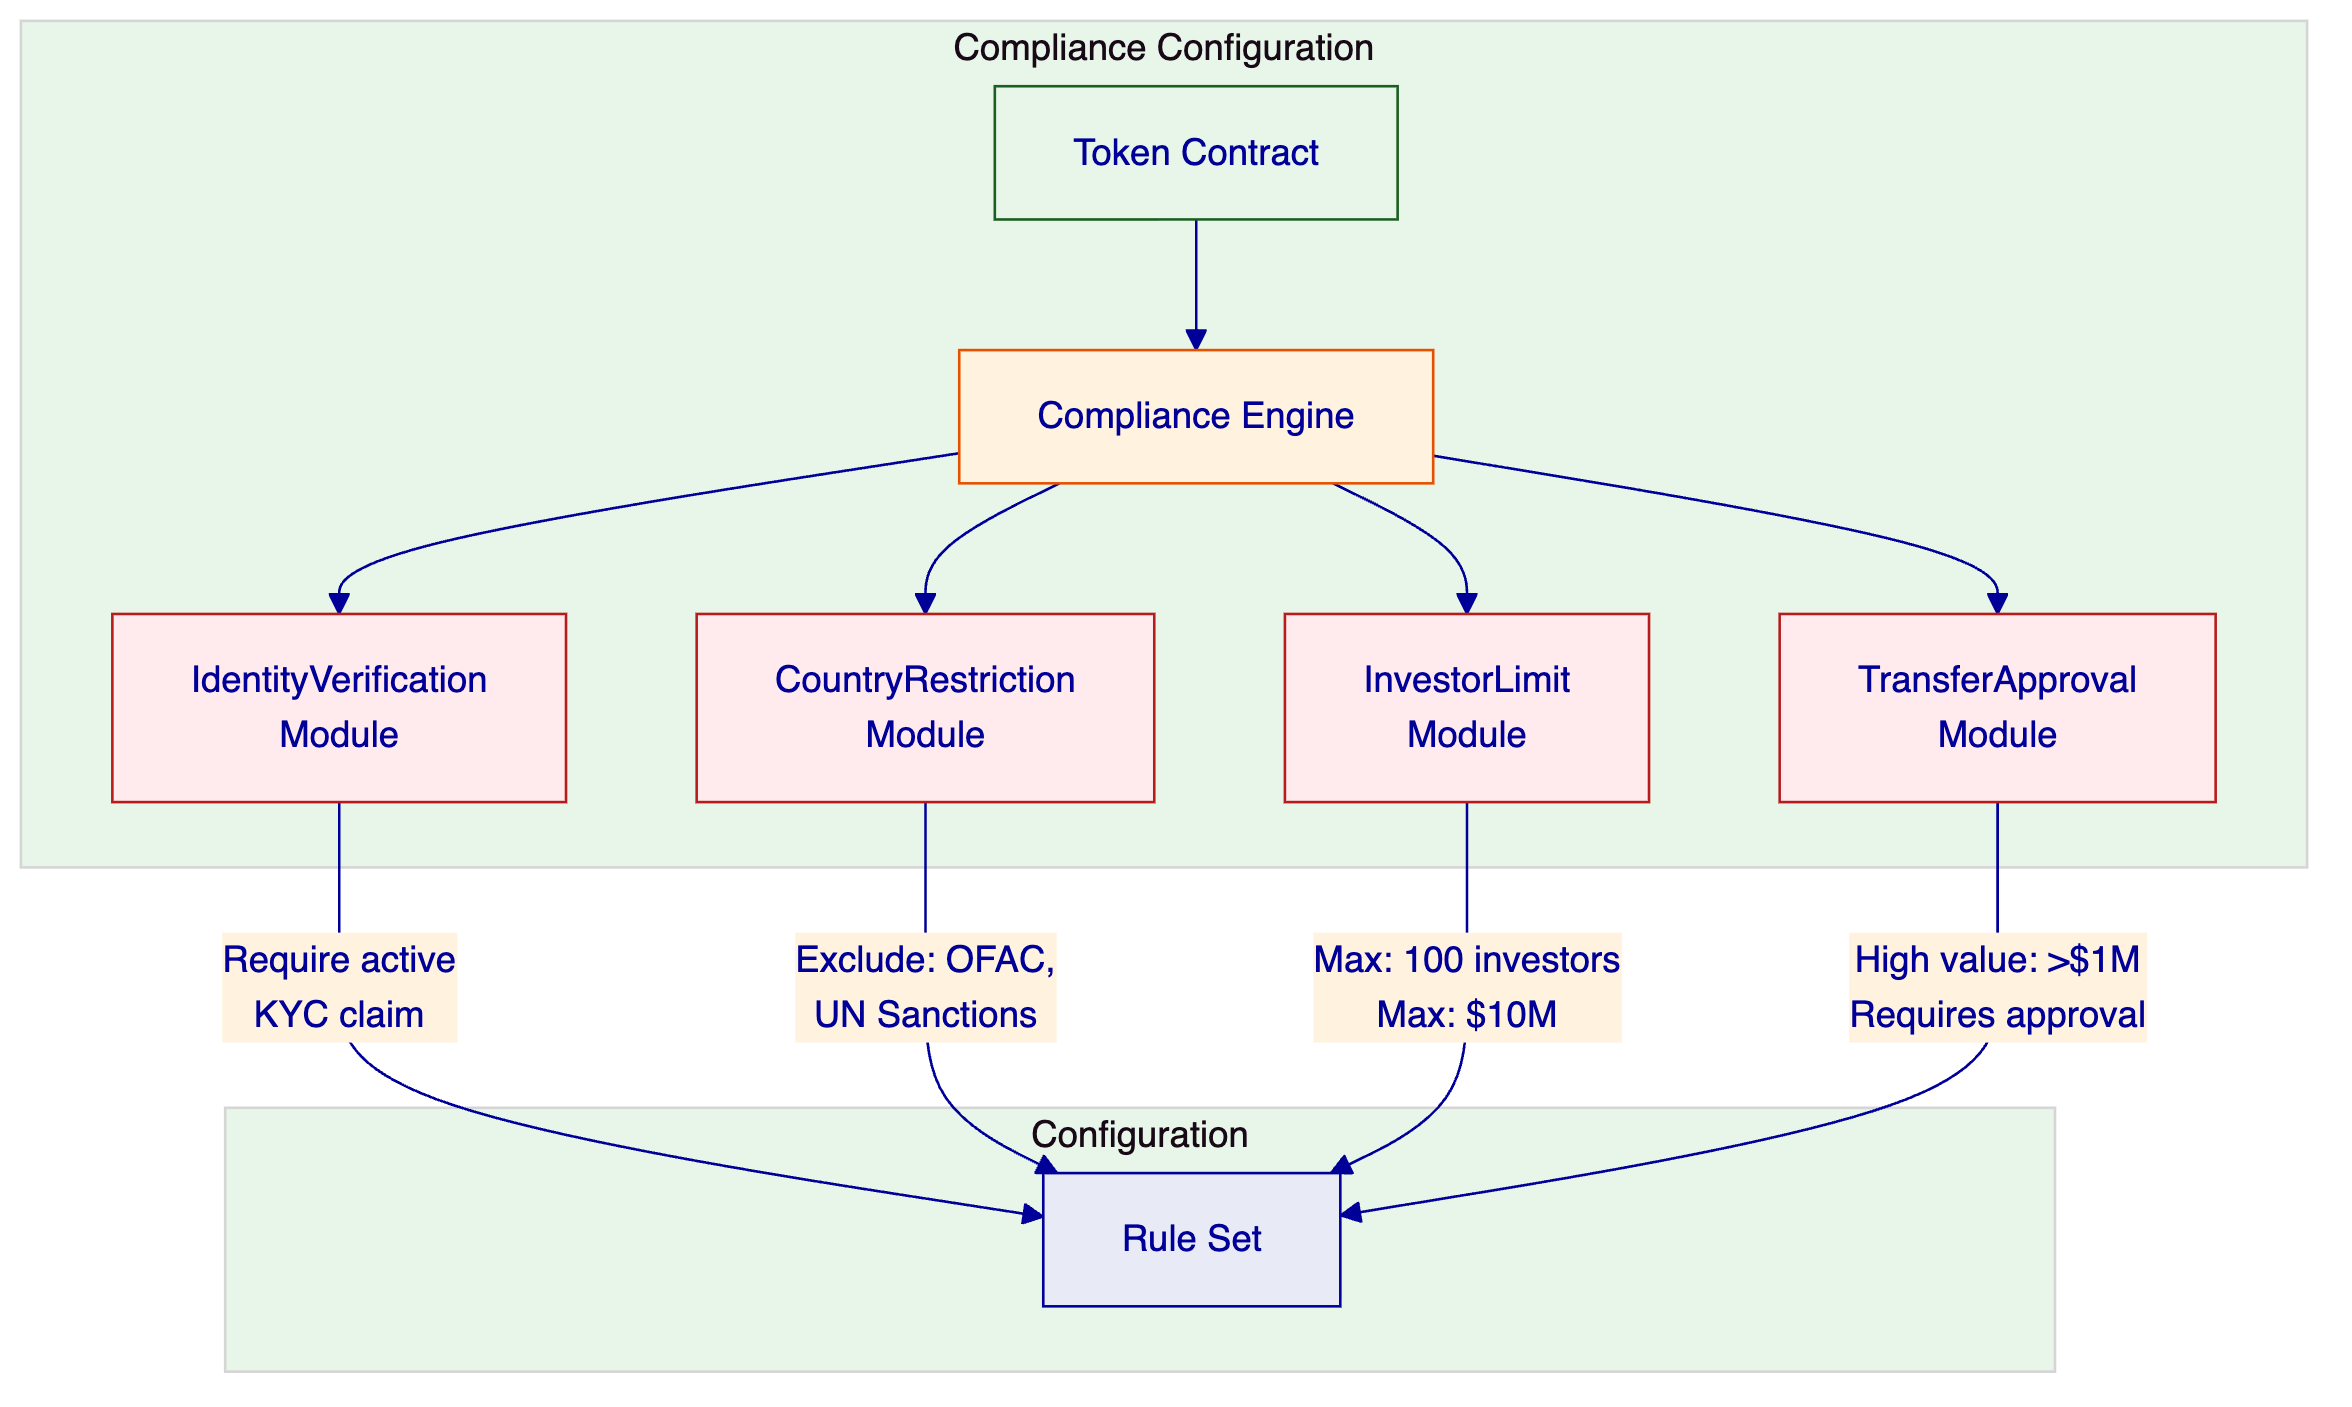 Compliance Configuration
Token Contract
Compliance Engine
IdentityVerification
Module
CountryRestriction
Module
InvestorLimit
Module
TransferApproval
Module
Require active
KYC claim
Exclude: OFAC,
UN Sanctions
Max: 100 investors
Max: $10M
High value: >$1M
Requires approval
Configuration
Rule Set